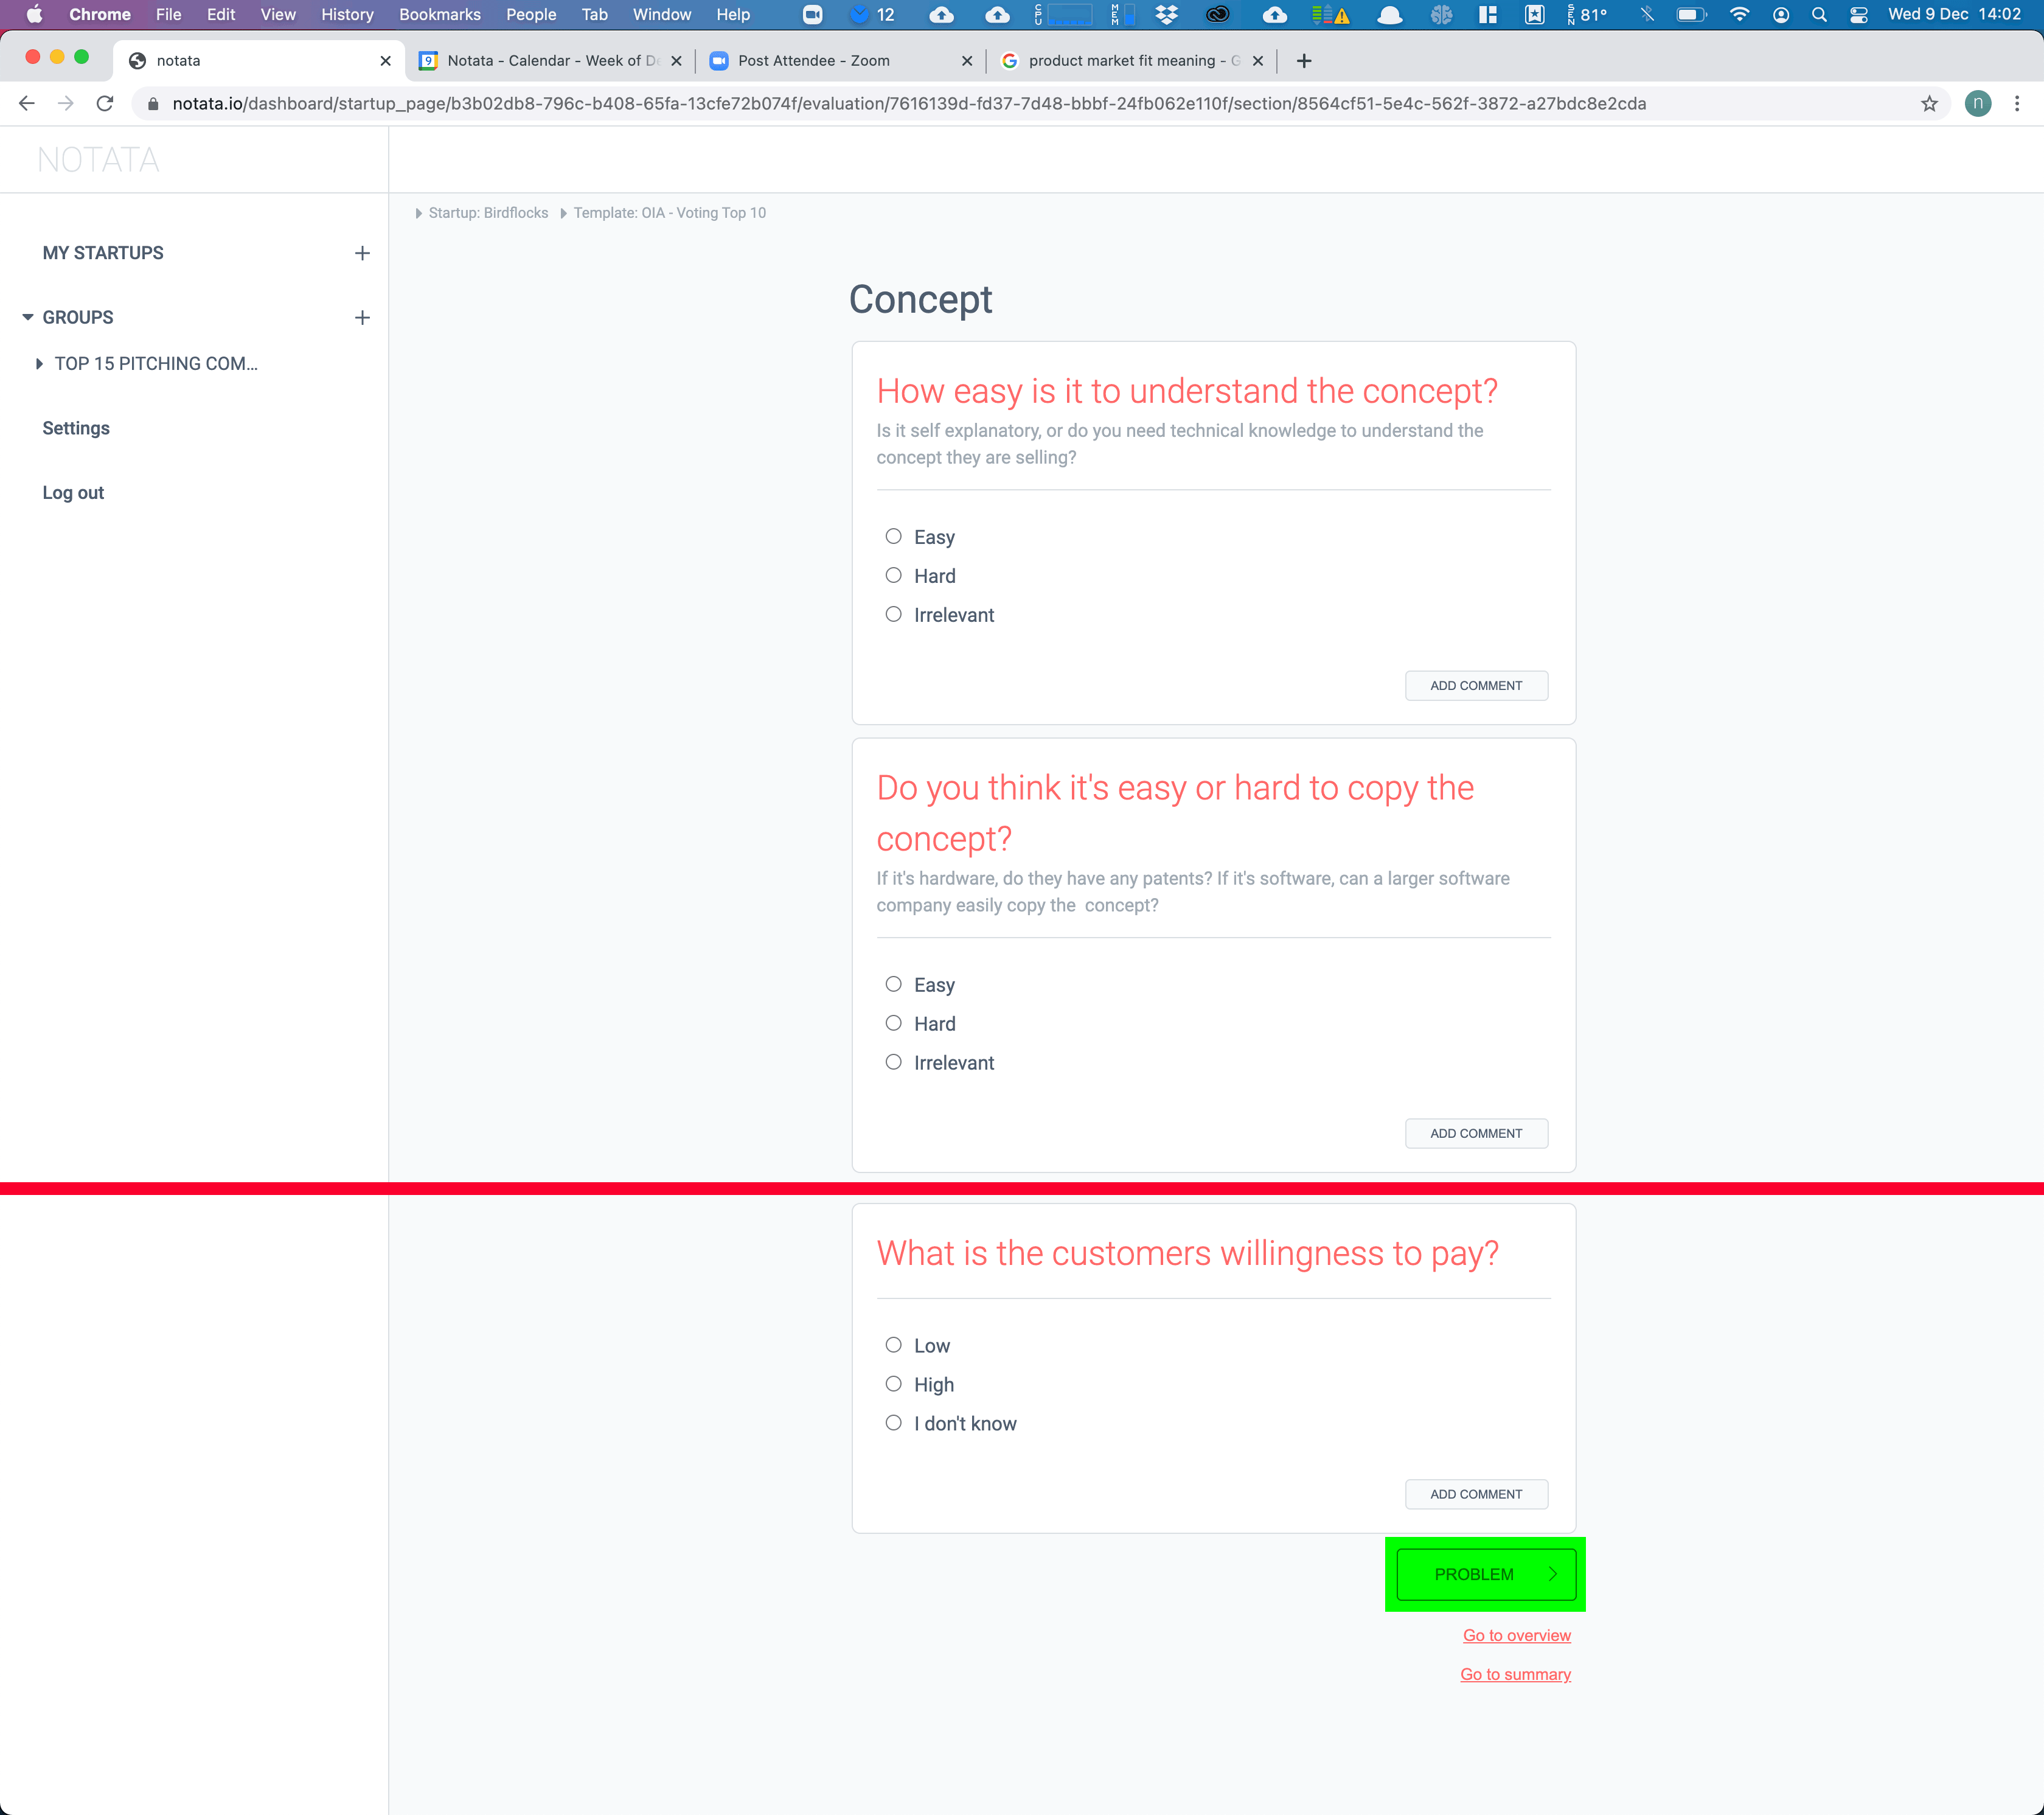 Chrome File Edit View History Bookmarks People Tab Window Help 12 CPU MEM SEN 81° Wed 9 Dec 14:02
notata Notata - Calendar - Week of De Post Attendee - Zoom product market fit meaning - G
notata.io/dashboard/startup_page/b3b02db8-796c-b408-65fa-13cfe72b074f/evaluation/7616139d-fd37-7d48-bbbf-24fb062e110f/section/8564cf51-5e4c-562f-3872-a27bdc8e2cda n
NOTATA
MY STARTUPS
GROUPS
TOP 15 PITCHING COM...
Settings
Log out
Startup: Birdflocks Template: OIA - Voting Top 10
Concept
How easy is it to understand the concept?
Is it self explanatory, or do you need technical knowledge to understand the
concept they are selling?
Easy
Hard
Irrelevant
ADD COMMENT
Do you think it's easy or hard to copy the
concept?
If it's hardware, do they have any patents? If it's software, can a larger software
company easily copy the  concept?
Easy
Hard
Irrelevant
ADD COMMENT
What is the customers willingness to pay?
Low
High
I don't know
ADD COMMENT
PROBLEM
Go to overview
Go to summary